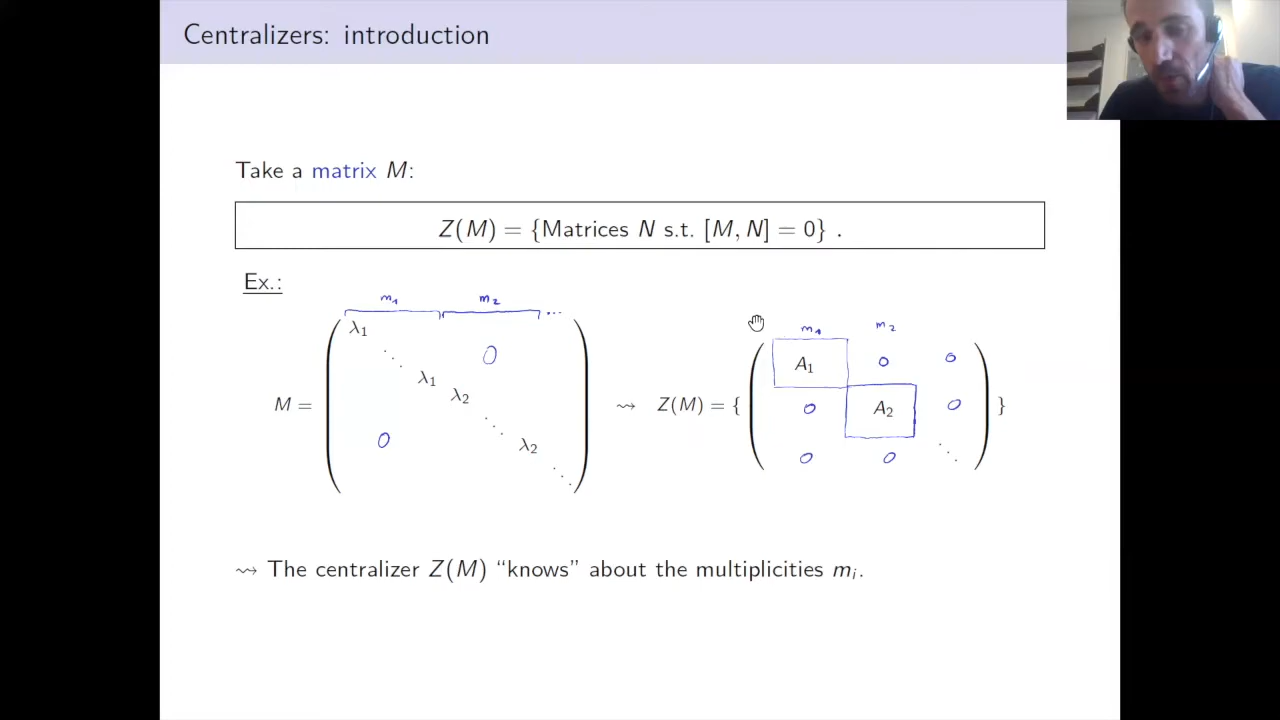 Centralizers: introduction
Take a matrix M:
Z(M) = {Matrices N s.t. [M, N] = 0} .
Ex.:
m₁ m₂ ...
M = ( λ₁ ⋱ λ₁ 0 λ₂ ⋱ λ₂ 0 ⋱ )
⇝
m₁ m₂
Z(M) = { ( A₁ 0 0
0 A₂ 0
0 0 ⋱ ) }
⇝ The centralizer Z(M) “knows” about the multiplicities mᵢ.